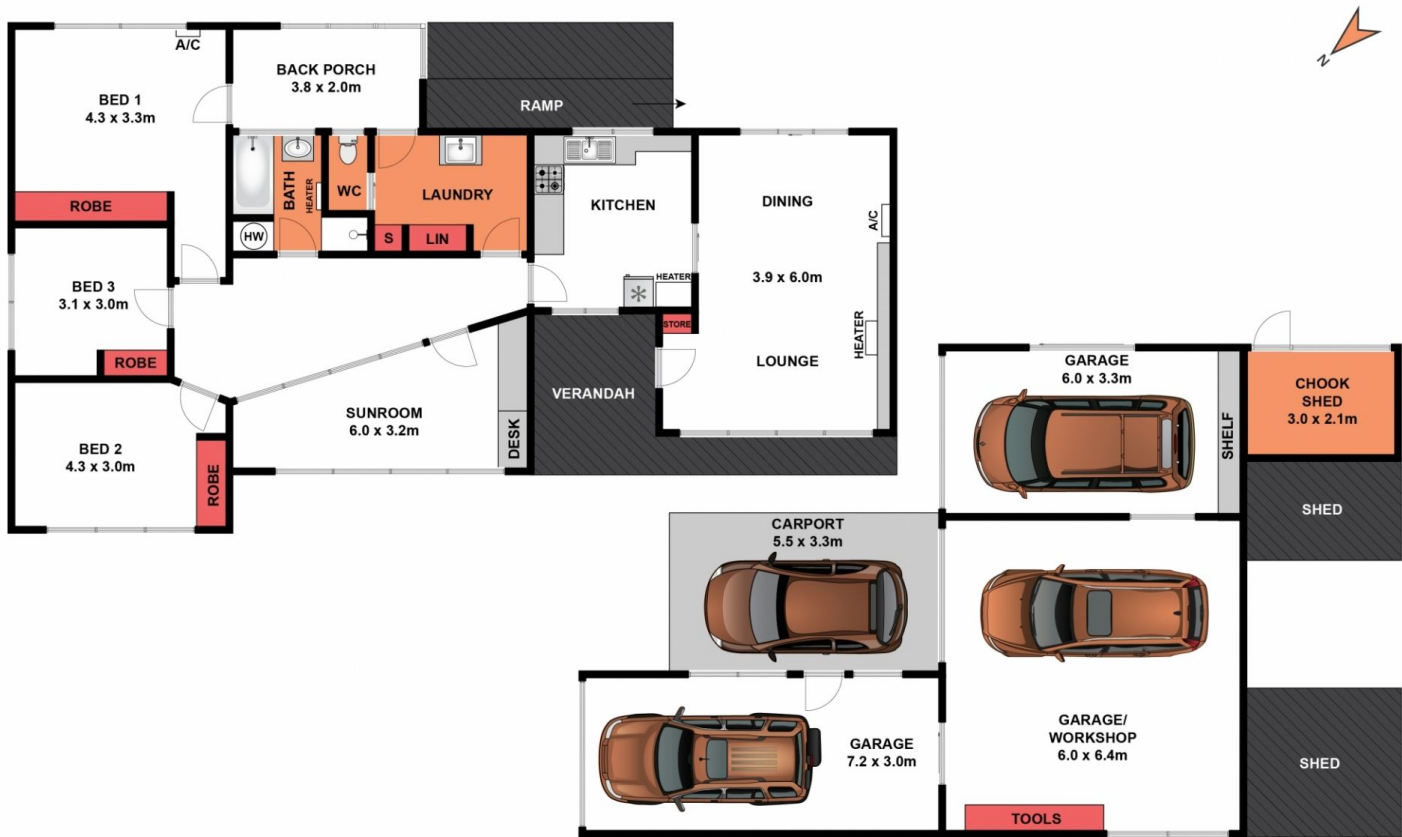 A/C
BED 1
4.3 x 3.3m
BACK PORCH
3.8 x 2.0m
RAMP
N
ROBE
BATH
HEATER
WC
LAUNDRY
HW
S
LIN
KITCHEN
HEATER
DINING
A/C
3.9 x 6.0m
STORE
HEATER
LOUNGE
BED 3
3.1 x 3.0m
ROBE
VERANDAH
SUNROOM
6.0 x 3.2m
DESK
BED 2
4.3 x 3.0m
ROBE
GARAGE
6.0 x 3.3m
SHELF
CHOOK
SHED
3.0 x 2.1m
SHED
CARPORT
5.5 x 3.3m
GARAGE
7.2 x 3.0m
GARAGE/
WORKSHOP
6.0 x 6.4m
SHED
TOOLS